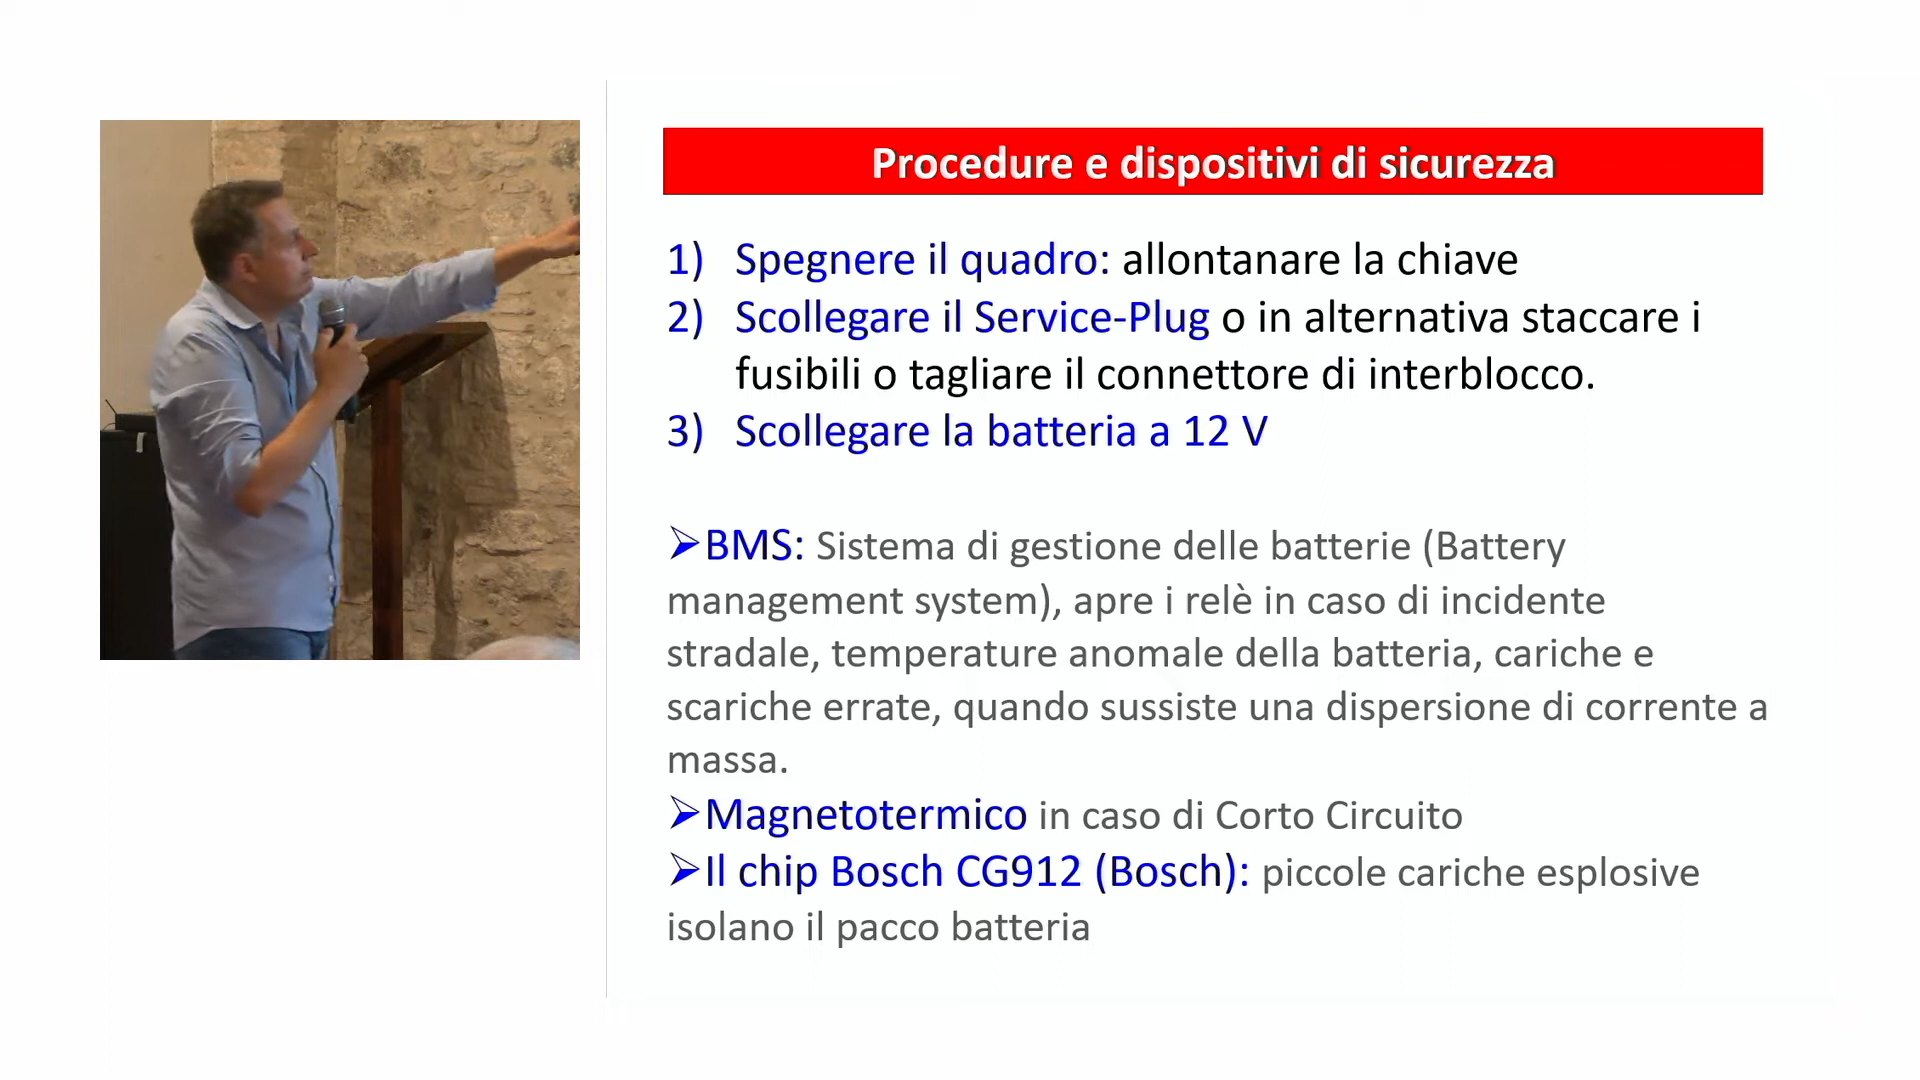 Procedure e dispositivi di sicurezza
1) Spegnere il quadro: allontanare la chiave
2) Scollegare il Service-Plug o in alternativa staccare i
fusibili o tagliare il connettore di interblocco.
3) Scollegare la batteria a 12 V
➢BMS: Sistema di gestione delle batterie (Battery
management system), apre i relè in caso di incidente
stradale, temperature anomale della batteria, cariche e
scariche errate, quando sussiste una dispersione di corrente a
massa.
➢Magnetotermico in caso di Corto Circuito
➢Il chip Bosch CG912 (Bosch): piccole cariche esplosive
isolano il pacco batteria